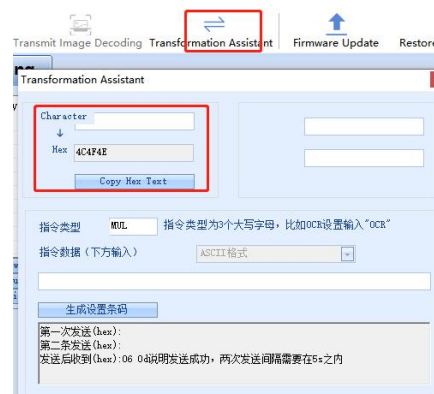 Transmit Image Decoding Transformation Assistant Firmware Update Restore
Transformation Assistant
Character
↓
Hex 4C4F4E
Copy Hex Text
指令类型 MUL 指令类型为3个大写字母，比如OCR设置输入"OCR"
指令数据（下方输入） ASCII格式
生成设置条码
第一次发送(hex):
第二条发送(hex):
发送后收到(hex):06 0d说明发送成功，两次发送间隔需要在5s之内